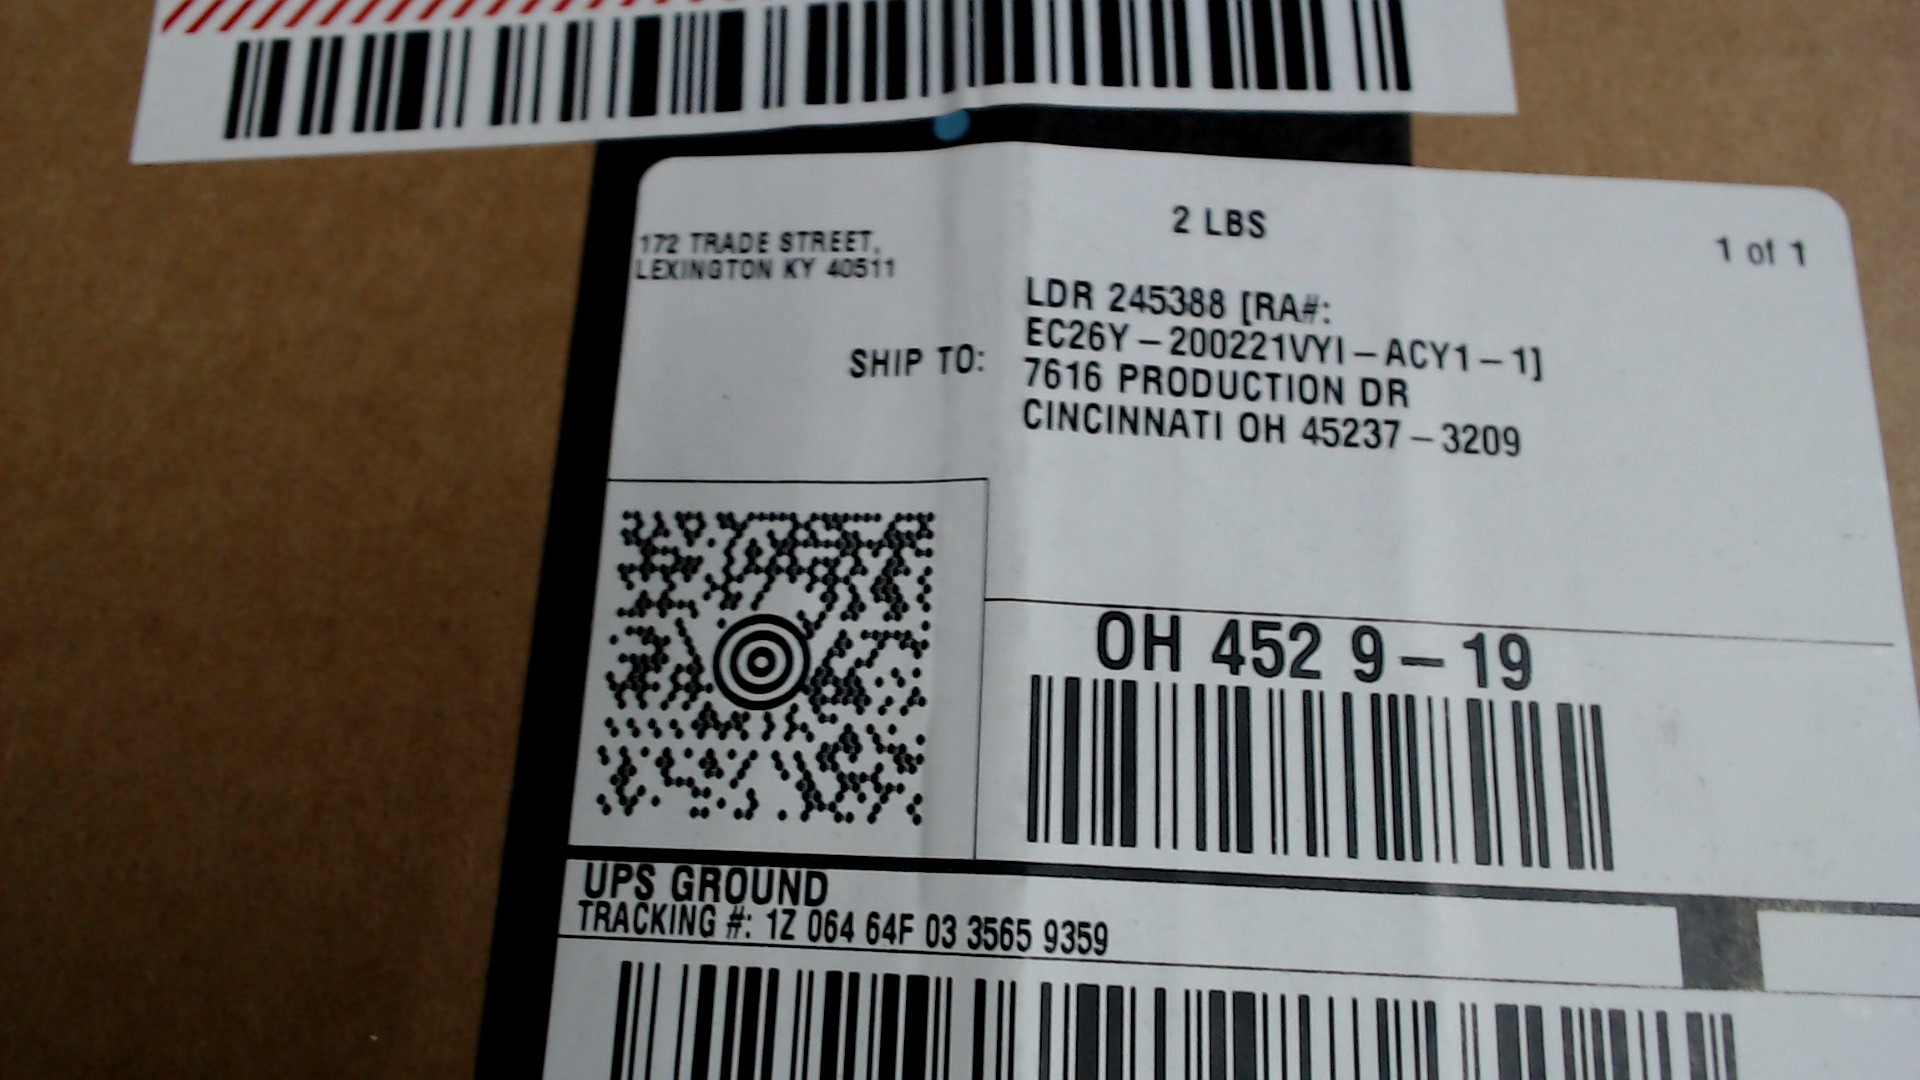 172 TRADE STREET,
LEXINGTON KY 40511
2 LBS
1 of 1
SHIP TO:
LDR 245388 [RA#:
EC26Y-200221VYI-ACY1-1]
7616 PRODUCTION DR
CINCINNATI OH 45237-3209
OH 452 9-19
UPS GROUND
TRACKING #: 1Z 064 64F 03 3565 9359